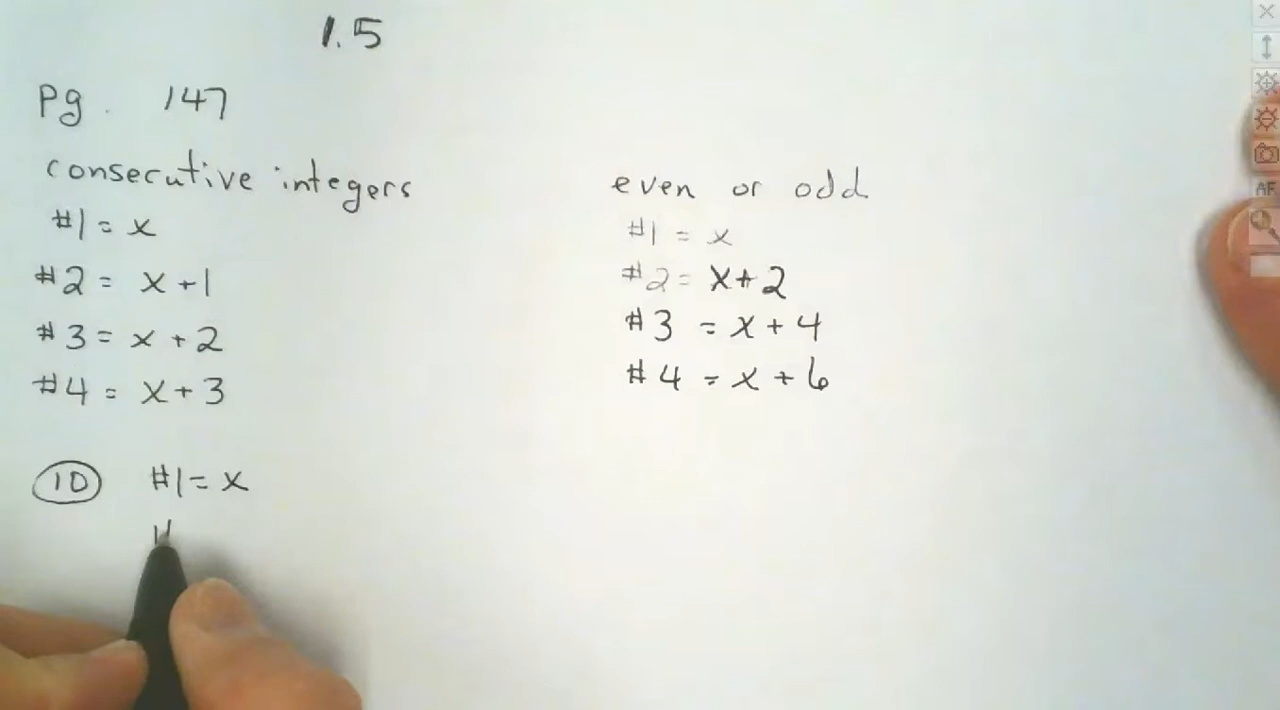 1.5
Pg. 147
consecutive integers
#1 = x
#2 = x + 1
#3 = x + 2
#4 = x + 3
even or odd
#1 = x
#2 = x + 2
#3 = x + 4
#4 = x + 6
10 #1 = x
AF